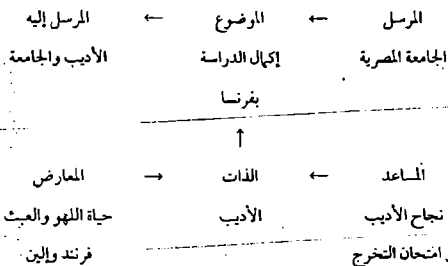 المرسل ← الموضوع ← المرسل إليه
الجامعة المصرية إكمال الدراسة الأديب والجامعة
بفرنسا
↑
المساعد ← الذات → المعارض
نجاح الأديب الأديب حياة اللهو والعبث
امتحان التخرج فرنند وإلين